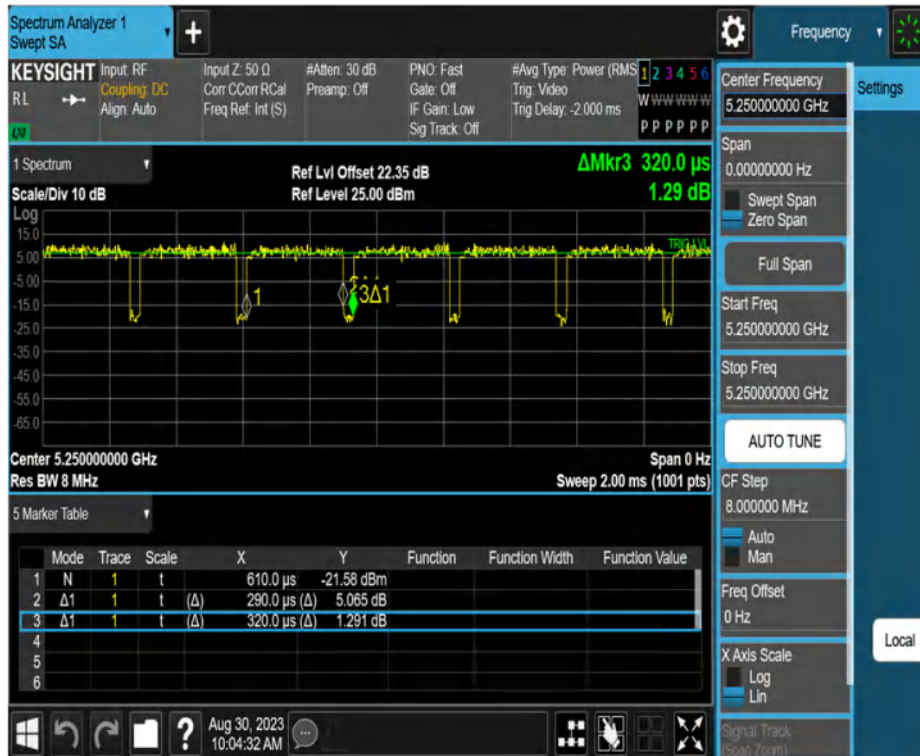 Spectrum Analyzer 1
Swept SA
+
Frequency
KEYSIGHT
RL
LNI
Input: RF
Coupling: DC
Align: Auto
Input Z: 50 Ω
Corr CCorr RCal
Freq Ref: Int (S)
#Atten: 30 dB
Preamp: Off
PNO: Fast
Gate: Off
IF Gain: Low
Sig Track: Off
#Avg Type: Power (RMS
Trig: Video
Trig Delay: -2.000 ms
1 2 3 4 5 6
W W W W W W
P P P P P P
1 Spectrum
Scale/Div 10 dB
Ref Lvl Offset 22.35 dB
Ref Level 25.00 dBm
ΔMkr3 320.0 µs
1.29 dB
Log
15.0
5.00
-5.00
-15.0
-25.0
-35.0
-45.0
-55.0
-65.0
TRIG LVL
1
3Δ1
Center 5.250000000 GHz
Res BW 8 MHz
Span 0 Hz
Sweep 2.00 ms (1001 pts)
5 Marker Table
Mode Trace Scale X Y Function Function Width Function Value
1 N 1 t 610.0 µs -21.58 dBm
2 Δ1 1 t (Δ) 290.0 µs (Δ) 5.065 dB
3 Δ1 1 t (Δ) 320.0 µs (Δ) 1.291 dB
4
5
6
Aug 30, 2023
10:04:32 AM
?
Center Frequency
5.250000000 GHz
Span
0.00000000 Hz
Swept Span
Zero Span
Full Span
Start Freq
5.250000000 GHz
Stop Freq
5.250000000 GHz
AUTO TUNE
CF Step
8.000000 MHz
Auto
Man
Freq Offset
0 Hz
X Axis Scale
Log
Lin
Signal Track
(Span Zoom)
Settings
Local